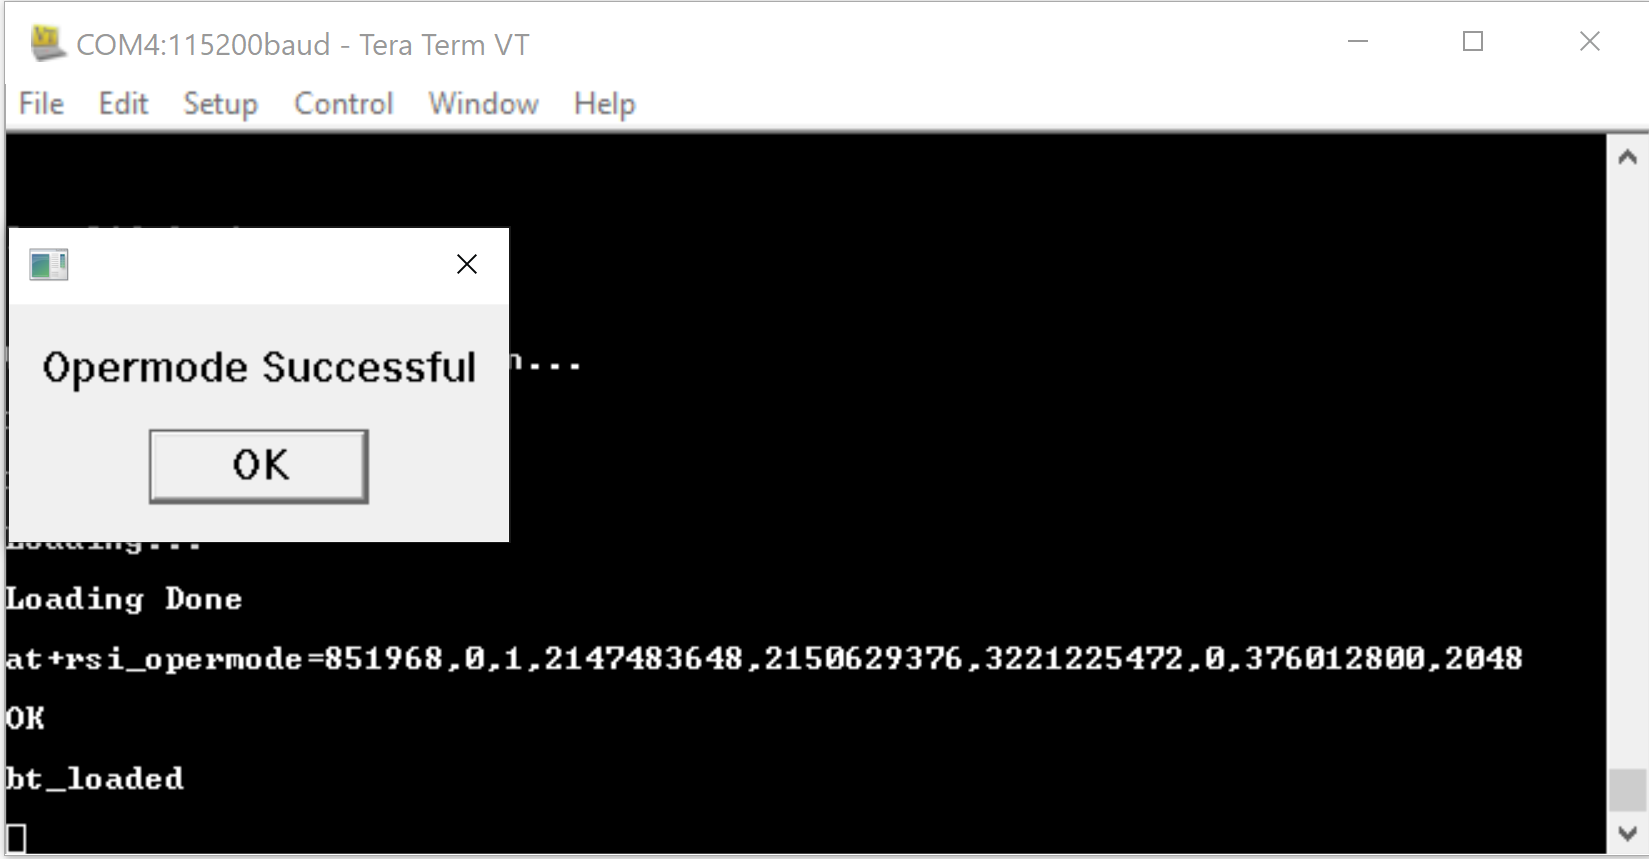 COM4:115200baud - Tera Term VT
File Edit Setup Control Window Help
Opermode Successful
OK
Loading...
Loading Done
at+rsi_opermode=851968,0,1,2147483648,2150629376,3221225472,0,376012800,2048
OK
bt_loaded